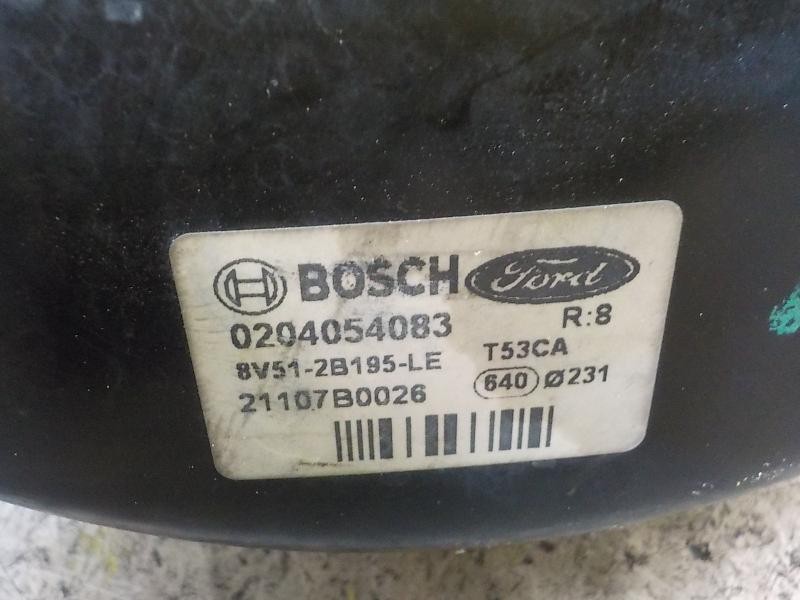 BOSCH Ford
0204054083 R:8
8V51-2B195-LE T53CA
21107B0026 640 Ø231